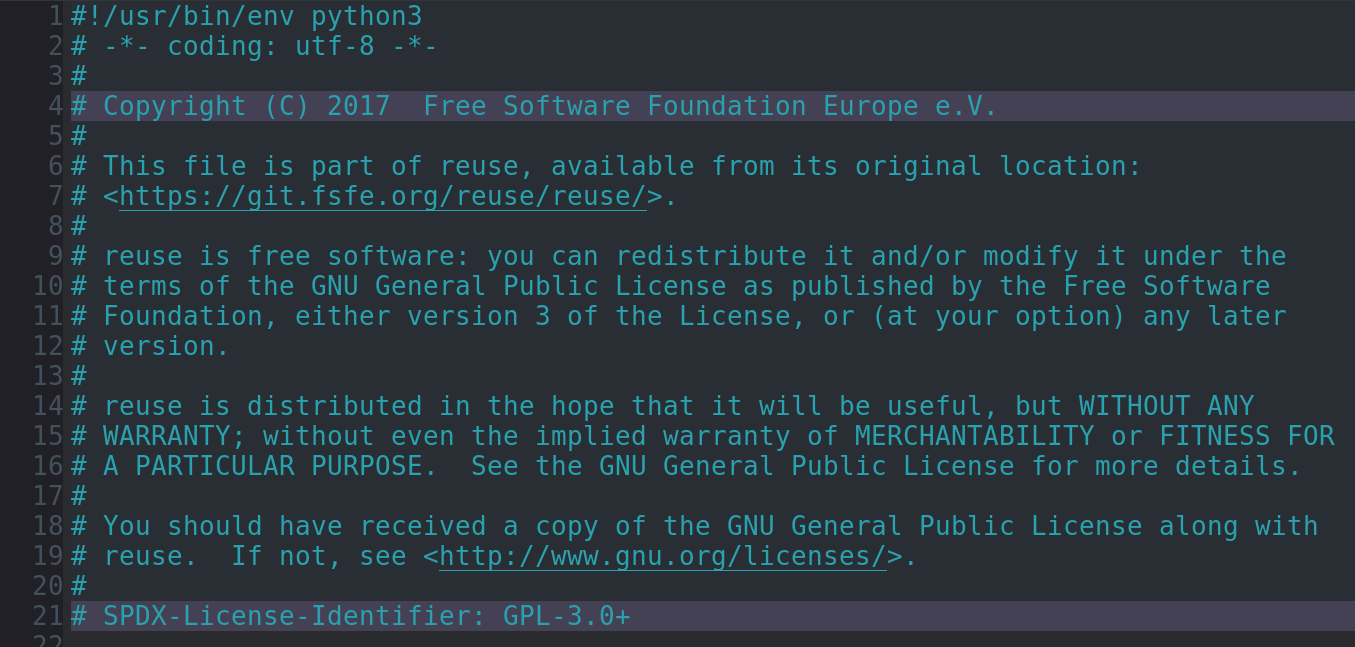 1 #!/usr/bin/env python3
2 # -*- coding: utf-8 -*-
3 #
4 # Copyright (C) 2017  Free Software Foundation Europe e.V.
5 #
6 # This file is part of reuse, available from its original location:
7 # <https://git.fsfe.org/reuse/reuse/>.
8 #
9 # reuse is free software: you can redistribute it and/or modify it under the
10 # terms of the GNU General Public License as published by the Free Software
11 # Foundation, either version 3 of the License, or (at your option) any later
12 # version.
13 #
14 # reuse is distributed in the hope that it will be useful, but WITHOUT ANY
15 # WARRANTY; without even the implied warranty of MERCHANTABILITY or FITNESS FOR
16 # A PARTICULAR PURPOSE.  See the GNU General Public License for more details.
17 #
18 # You should have received a copy of the GNU General Public License along with
19 # reuse.  If not, see <http://www.gnu.org/licenses/>.
20 #
21 # SPDX-License-Identifier: GPL-3.0+
22